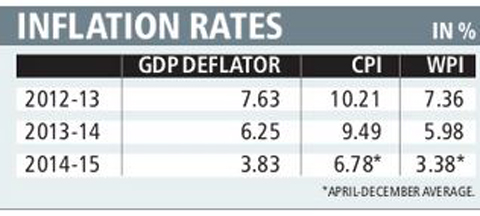 INFLATION RATES IN %
GDP DEFLATOR CPI WPI
2012-13 7.63 10.21 7.36
2013-14 6.25 9.49 5.98
2014-15 3.83 6.78* 3.38*
*APRIL-DECEMBER AVERAGE.